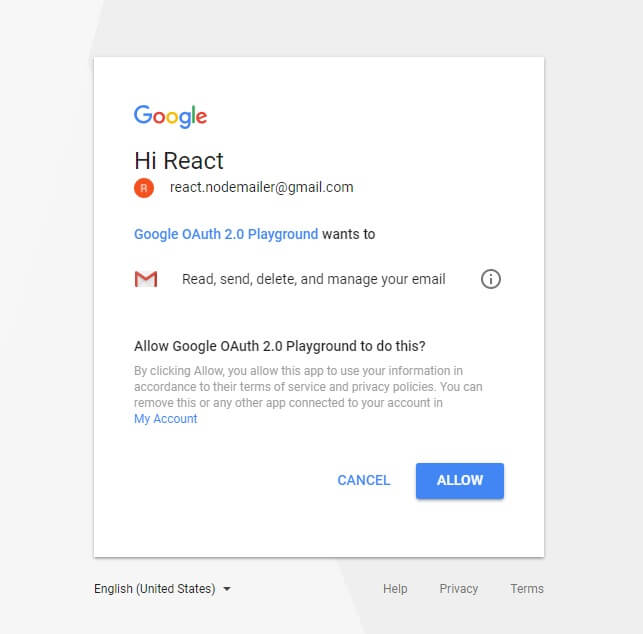 Google
Hi React
R
react.nodemailer@gmail.com
Google OAuth 2.0 Playground wants to
Read, send, delete, and manage your email
Allow Google OAuth 2.0 Playground to do this?
By clicking Allow, you allow this app to use your information in
accordance to their terms of service and privacy policies. You can
remove this or any other app connected to your account in
My Account
CANCEL
ALLOW
English (United States)
Help
Privacy
Terms